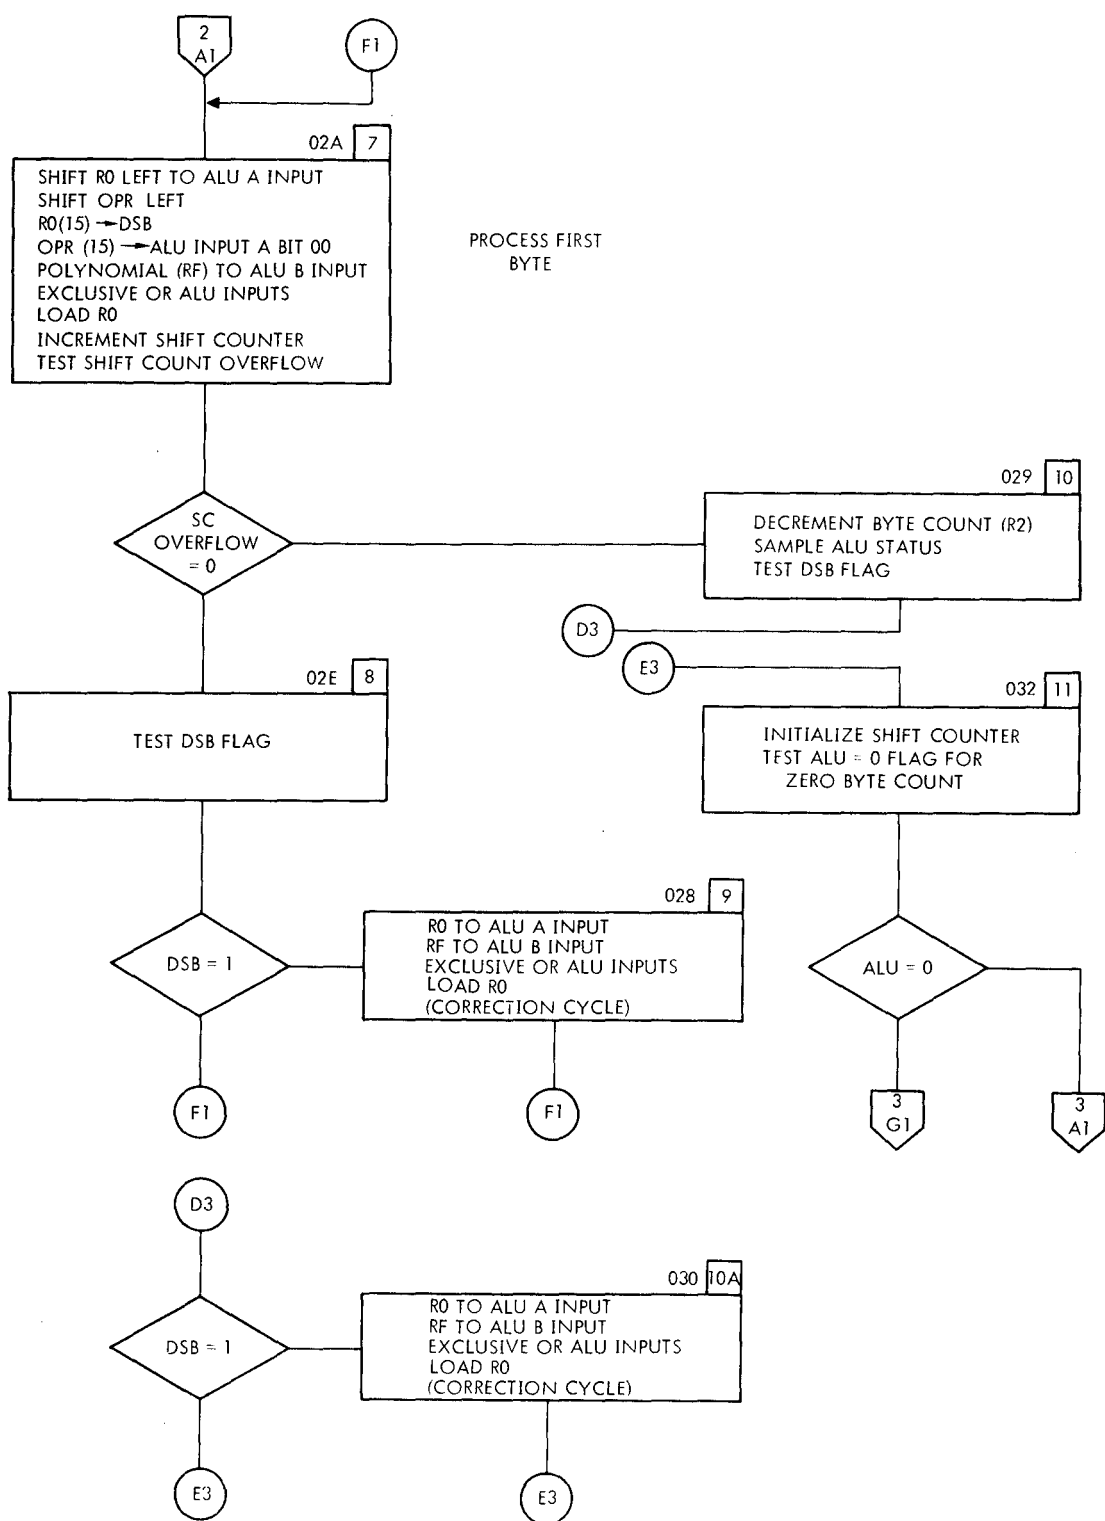 2
A1
F1
02A 7
SHIFT R0 LEFT TO ALU A INPUT
SHIFT OPR LEFT
R0(15)→DSB
OPR (15)→ALU INPUT A BIT 00
POLYNOMIAL (RF) TO ALU B INPUT
EXCLUSIVE OR ALU INPUTS
LOAD R0
INCREMENT SHIFT COUNTER
TEST SHIFT COUNT OVERFLOW
PROCESS FIRST
BYTE
SC
OVERFLOW
= 0
029 10
DECREMENT BYTE COUNT (R2)
SAMPLE ALU STATUS
TEST DSB FLAG
D3
E3
02E 8
TEST DSB FLAG
032 11
INITIALIZE SHIFT COUNTER
TEST ALU = 0 FLAG FOR
ZERO BYTE COUNT
DSB = 1
028 9
R0 TO ALU A INPUT
RF TO ALU B INPUT
EXCLUSIVE OR ALU INPUTS
LOAD R0
(CORRECTION CYCLE)
ALU = 0
F1
F1
3
G1
3
A1
D3
DSB = 1
030 10A
R0 TO ALU A INPUT
RF TO ALU B INPUT
EXCLUSIVE OR ALU INPUTS
LOAD R0
(CORRECTION CYCLE)
E3
E3